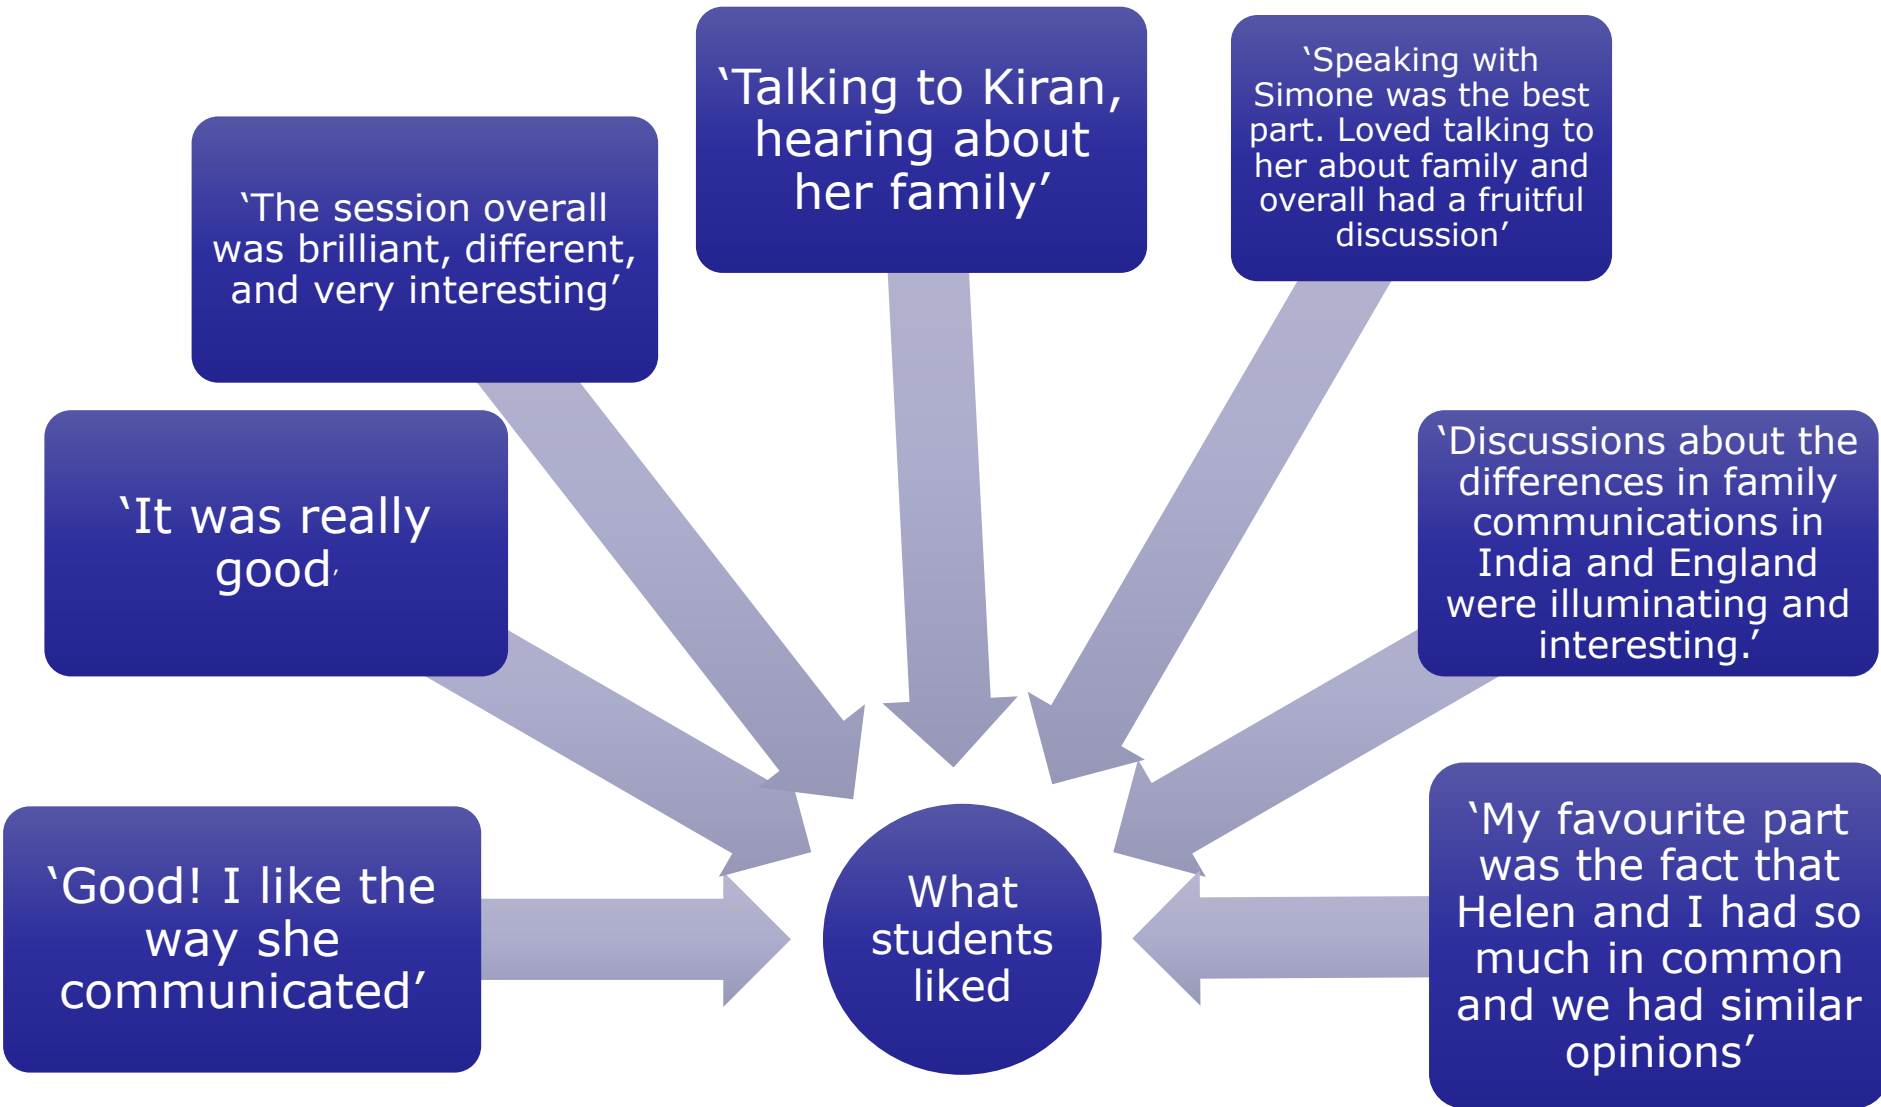 ‘Good! I like the
way she
communicated’
‘It was really
good’
‘The session overall
was brilliant, different,
and very interesting’
‘Talking to Kiran,
hearing about
her family’
‘Speaking with
Simone was the best
part. Loved talking to
her about family and
overall had a fruitful
discussion’
‘Discussions about the
differences in family
communications in
India and England
were illuminating and
interesting.’
‘My favourite part
was the fact that
Helen and I had so
much in common
and we had similar
opinions’
What
students
liked